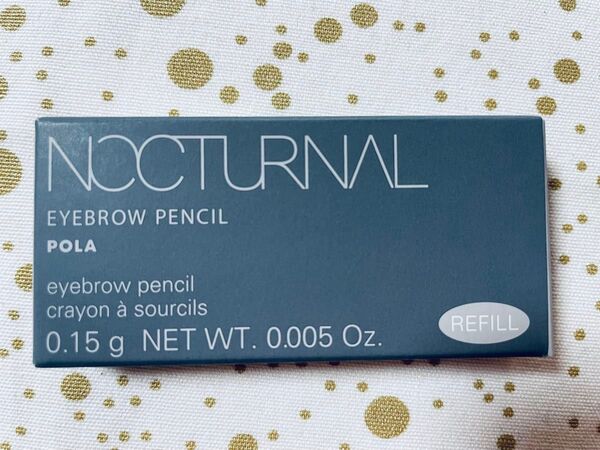 NOCTURNAL
EYEBROW PENCIL
POLA
eyebrow pencil
crayon à sourcils
0.15 g NET WT. 0.005 Oz.
REFILL